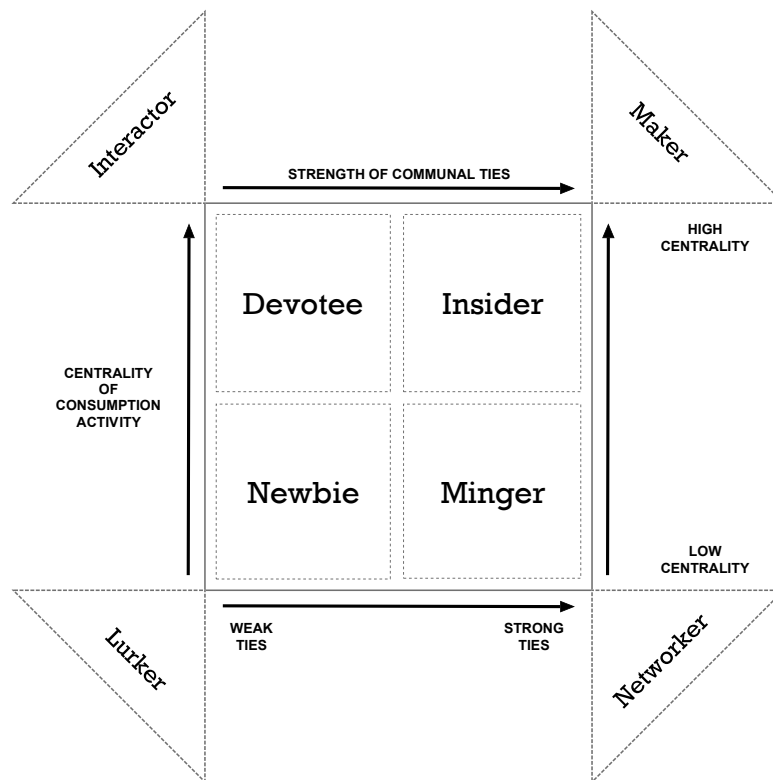 Interactor
Maker
STRENGTH OF COMMUNAL TIES
HIGH
CENTRALITY
Devotee
Insider
CENTRALITY
OF
CONSUMPTION
ACTIVITY
Newbie
Minger
LOW
CENTRALITY
WEAK
TIES
STRONG
TIES
Lurker
Networker